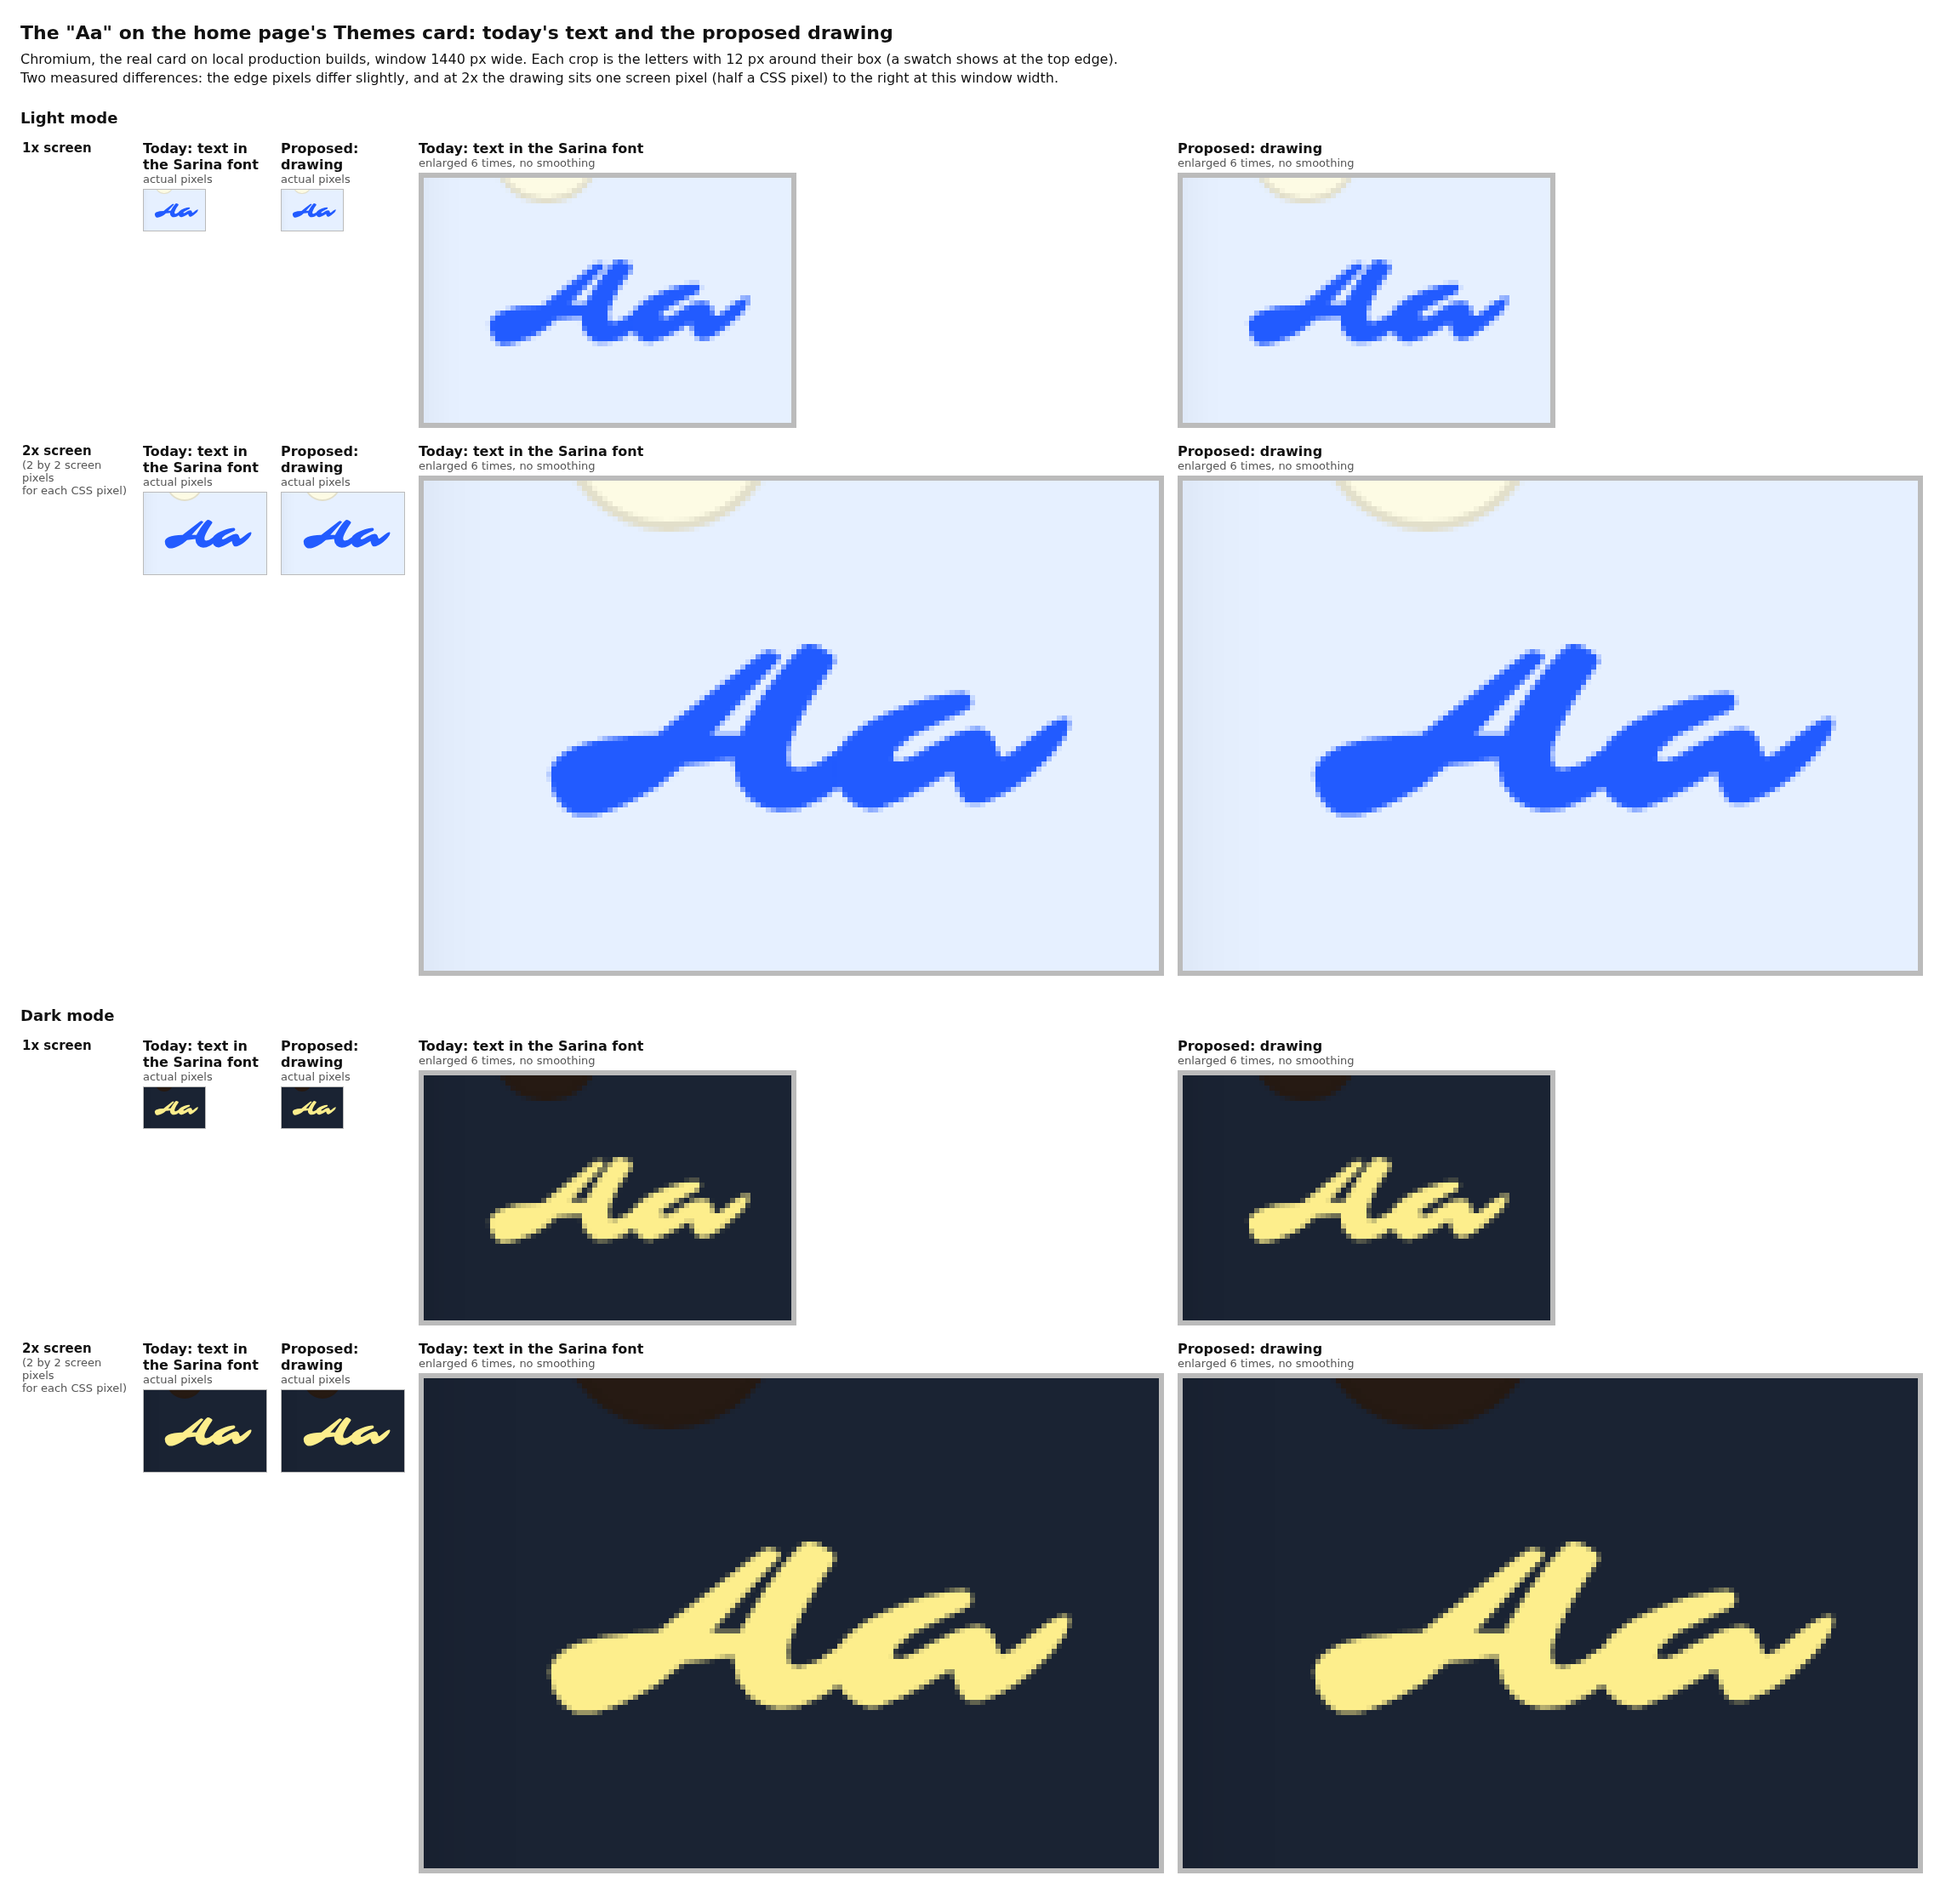 The "Aa" on the home page's Themes card: today's text and the proposed drawing
Chromium, the real card on local production builds, window 1440 px wide. Each crop is the letters with 12 px around their box (a swatch shows at the top edge).
Two measured differences: the edge pixels differ slightly, and at 2x the drawing sits one screen pixel (half a CSS pixel) to the right at this window width.
Light mode
1x screen
Today: text in
the Sarina font
actual pixels
Aa
Proposed:
drawing
actual pixels
Aa
Today: text in the Sarina font
enlarged 6 times, no smoothing
Aa
Proposed: drawing
enlarged 6 times, no smoothing
Aa
2x screen
(2 by 2 screen
pixels
for each CSS pixel)
Today: text in
the Sarina font
actual pixels
Aa
Proposed:
drawing
actual pixels
Aa
Today: text in the Sarina font
enlarged 6 times, no smoothing
Aa
Proposed: drawing
enlarged 6 times, no smoothing
Aa
Dark mode
1x screen
Today: text in
the Sarina font
actual pixels
Aa
Proposed:
drawing
actual pixels
Aa
Today: text in the Sarina font
enlarged 6 times, no smoothing
Aa
Proposed: drawing
enlarged 6 times, no smoothing
Aa
2x screen
(2 by 2 screen
pixels
for each CSS pixel)
Today: text in
the Sarina font
actual pixels
Aa
Proposed:
drawing
actual pixels
Aa
Today: text in the Sarina font
enlarged 6 times, no smoothing
Aa
Proposed: drawing
enlarged 6 times, no smoothing
Aa